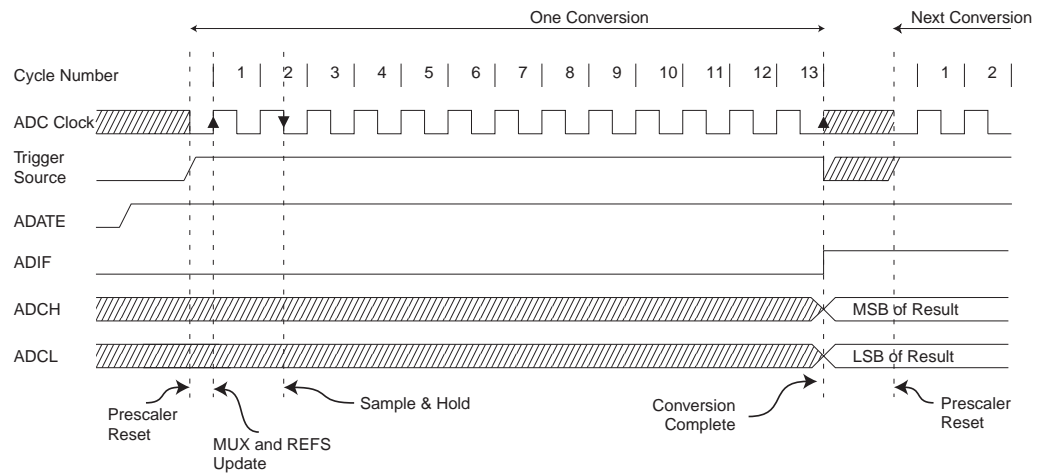 One Conversion
Next Conversion
Cycle Number
1 2 3 4 5 6 7 8 9 10 11 12 13 1 2
ADC Clock
Trigger
Source
ADATE
ADIF
ADCH
MSB of Result
ADCL
LSB of Result
Prescaler
Reset
MUX and REFS
Update
Sample & Hold
Conversion
Complete
Prescaler
Reset